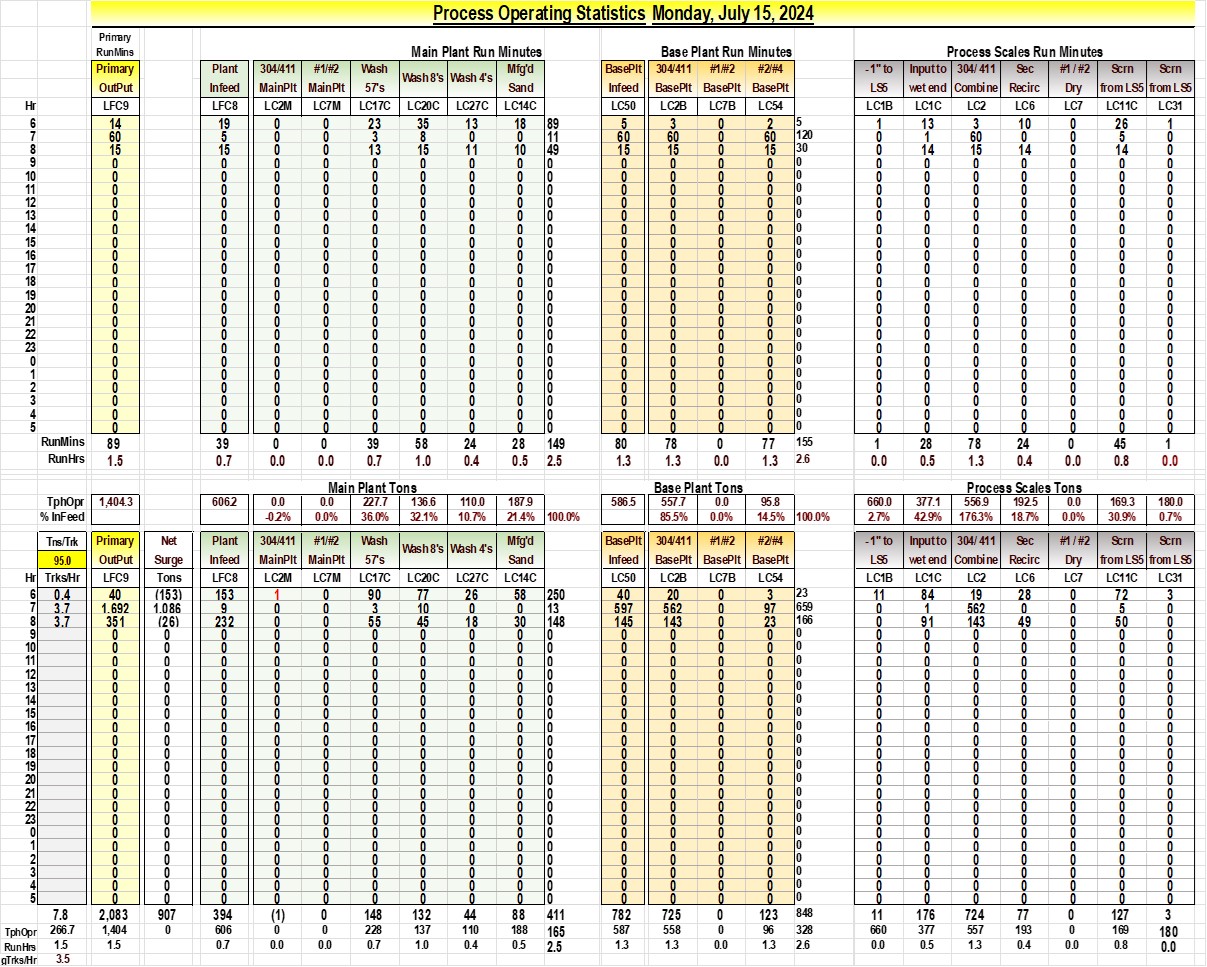 Process Operating Statistics Monday, July 15, 2024
Primary
RunMins Main Plant Run Minutes Base Plant Run Minutes Process Scales Run Minutes
Primary Plant 304/411 #1/#2 Wash Wash 8's Wash 4's Mfg'd BasePlt 304/411 #1/#2 #2/#4 -1" to Input to 304/ 411 Sec #1 / #2 Scrn Scrn
OutPut Infeed MainPlt MainPlt 57's Sand Infeed BasePlt BasePlt BasePlt LS5 wet end Combine Recirc Dry from LS5 from LS5
Hr LFC9 LFC8 LC2M LC7M LC17C LC20C LC27C LC14C LC50 LC2B LC7B LC54 LC1B LC1C LC2 LC6 LC7 LC11C LC31
6 14 19 0 0 23 35 13 18 89 5 3 0 2 5 1 13 3 10 0 26 1
7 60 5 0 0 3 8 0 0 11 60 60 0 60 120 0 1 60 0 0 5 0
8 15 15 0 0 13 15 11 10 49 15 15 0 15 30 0 14 15 14 0 14 0
9 0 0 0 0 0 0 0 0 0 0 0 0 0 0 0 0 0 0 0 0 0
10 0 0 0 0 0 0 0 0 0 0 0 0 0 0 0 0 0 0 0 0 0
11 0 0 0 0 0 0 0 0 0 0 0 0 0 0 0 0 0 0 0 0 0
12 0 0 0 0 0 0 0 0 0 0 0 0 0 0 0 0 0 0 0 0 0
13 0 0 0 0 0 0 0 0 0 0 0 0 0 0 0 0 0 0 0 0 0
14 0 0 0 0 0 0 0 0 0 0 0 0 0 0 0 0 0 0 0 0 0
15 0 0 0 0 0 0 0 0 0 0 0 0 0 0 0 0 0 0 0 0 0
16 0 0 0 0 0 0 0 0 0 0 0 0 0 0 0 0 0 0 0 0 0
17 0 0 0 0 0 0 0 0 0 0 0 0 0 0 0 0 0 0 0 0 0
18 0 0 0 0 0 0 0 0 0 0 0 0 0 0 0 0 0 0 0 0 0
19 0 0 0 0 0 0 0 0 0 0 0 0 0 0 0 0 0 0 0 0 0
20 0 0 0 0 0 0 0 0 0 0 0 0 0 0 0 0 0 0 0 0 0
21 0 0 0 0 0 0 0 0 0 0 0 0 0 0 0 0 0 0 0 0 0
22 0 0 0 0 0 0 0 0 0 0 0 0 0 0 0 0 0 0 0 0 0
23 0 0 0 0 0 0 0 0 0 0 0 0 0 0 0 0 0 0 0 0 0
0 0 0 0 0 0 0 0 0 0 0 0 0 0 0 0 0 0 0 0 0 0
1 0 0 0 0 0 0 0 0 0 0 0 0 0 0 0 0 0 0 0 0 0
2 0 0 0 0 0 0 0 0 0 0 0 0 0 0 0 0 0 0 0 0 0
3 0 0 0 0 0 0 0 0 0 0 0 0 0 0 0 0 0 0 0 0 0
4 0 0 0 0 0 0 0 0 0 0 0 0 0 0 0 0 0 0 0 0 0
5 0 0 0 0 0 0 0 0 0 0 0 0 0 0 0 0 0 0 0 0 0
RunMins 89 39 0 0 39 58 24 28 149 80 78 0 77 155 1 28 78 24 0 45 1
RunHrs 1.5 0.7 0.0 0.0 0.7 1.0 0.4 0.5 2.5 1.3 1.3 0.0 1.3 2.6 0.0 0.5 1.3 0.4 0.0 0.8 0.0
Main Plant Tons Base Plant Tons Process Scales Tons
TphOpr 1,404.3 606.2 0.0 0.0 227.7 136.6 110.0 187.9 586.5 557.7 0.0 95.8 660.0 377.1 556.9 192.5 0.0 169.3 180.0
% InFeed -0.2% 0.0% 36.0% 32.1% 10.7% 21.4% 100.0% 85.5% 0.0% 14.5% 100.0% 2.7% 42.9% 176.3% 18.7% 0.0% 30.9% 0.7%
Tns/Trk Primary Net Plant 304/411 #1/#2 Wash Wash 8's Wash 4's Mfg'd BasePlt 304/411 #1/#2 #2/#4 -1" to Input to 304/ 411 Sec #1 / #2 Scrn Scrn
95.0 OutPut Surge Infeed MainPlt MainPlt 57's Sand Infeed BasePlt BasePlt BasePlt LS5 wet end Combine Recirc Dry from LS5 from LS5
Hr Trks/Hr LFC9 Tons LFC8 LC2M LC7M LC17C LC20C LC27C LC14C LC50 LC2B LC7B LC54 LC1B LC1C LC2 LC6 LC7 LC11C LC31
6 0.4 40 (153) 153 1 0 90 77 26 58 250 40 20 0 3 23 11 84 19 28 0 72 3
7 3.7 1,692 1,086 9 0 0 3 10 0 0 13 597 562 0 97 659 0 1 562 0 0 5 0
8 3.7 351 (26) 232 0 0 55 45 18 30 148 145 143 0 23 166 0 91 143 49 0 50 0
9 0 0 0 0 0 0 0 0 0 0 0 0 0 0 0 0 0 0 0 0 0 0
10 0 0 0 0 0 0 0 0 0 0 0 0 0 0 0 0 0 0 0 0 0 0
11 0 0 0 0 0 0 0 0 0 0 0 0 0 0 0 0 0 0 0 0 0 0
12 0 0 0 0 0 0 0 0 0 0 0 0 0 0 0 0 0 0 0 0 0 0
13 0 0 0 0 0 0 0 0 0 0 0 0 0 0 0 0 0 0 0 0 0 0
14 0 0 0 0 0 0 0 0 0 0 0 0 0 0 0 0 0 0 0 0 0 0
15 0 0 0 0 0 0 0 0 0 0 0 0 0 0 0 0 0 0 0 0 0 0
16 0 0 0 0 0 0 0 0 0 0 0 0 0 0 0 0 0 0 0 0 0 0
17 0 0 0 0 0 0 0 0 0 0 0 0 0 0 0 0 0 0 0 0 0 0
18 0 0 0 0 0 0 0 0 0 0 0 0 0 0 0 0 0 0 0 0 0 0
19 0 0 0 0 0 0 0 0 0 0 0 0 0 0 0 0 0 0 0 0 0 0
20 0 0 0 0 0 0 0 0 0 0 0 0 0 0 0 0 0 0 0 0 0 0
21 0 0 0 0 0 0 0 0 0 0 0 0 0 0 0 0 0 0 0 0 0 0
22 0 0 0 0 0 0 0 0 0 0 0 0 0 0 0 0 0 0 0 0 0 0
23 0 0 0 0 0 0 0 0 0 0 0 0 0 0 0 0 0 0 0 0 0 0
0 0 0 0 0 0 0 0 0 0 0 0 0 0 0 0 0 0 0 0 0 0 0
1 0 0 0 0 0 0 0 0 0 0 0 0 0 0 0 0 0 0 0 0 0 0
2 0 0 0 0 0 0 0 0 0 0 0 0 0 0 0 0 0 0 0 0 0 0
3 0 0 0 0 0 0 0 0 0 0 0 0 0 0 0 0 0 0 0 0 0 0
4 0 0 0 0 0 0 0 0 0 0 0 0 0 0 0 0 0 0 0 0 0 0
5 0 0 0 0 0 0 0 0 0 0 0 0 0 0 0 0 0 0 0 0 0 0
7.8 2,083 907 394 (1) 0 148 132 44 88 411 782 725 0 123 848 11 176 724 77 0 127 3
TphOpr 266.7 1,404 0 606 0 0 228 137 110 188 165 587 558 0 96 328 660 377 557 193 0 169 180
RunHrs 1.5 1.5 0.7 0.0 0.0 0.7 1.0 0.4 0.5 2.5 1.3 1.3 0.0 1.3 2.6 0.0 0.5 1.3 0.4 0.0 0.8 0.0
gTrks/Hr 3.5